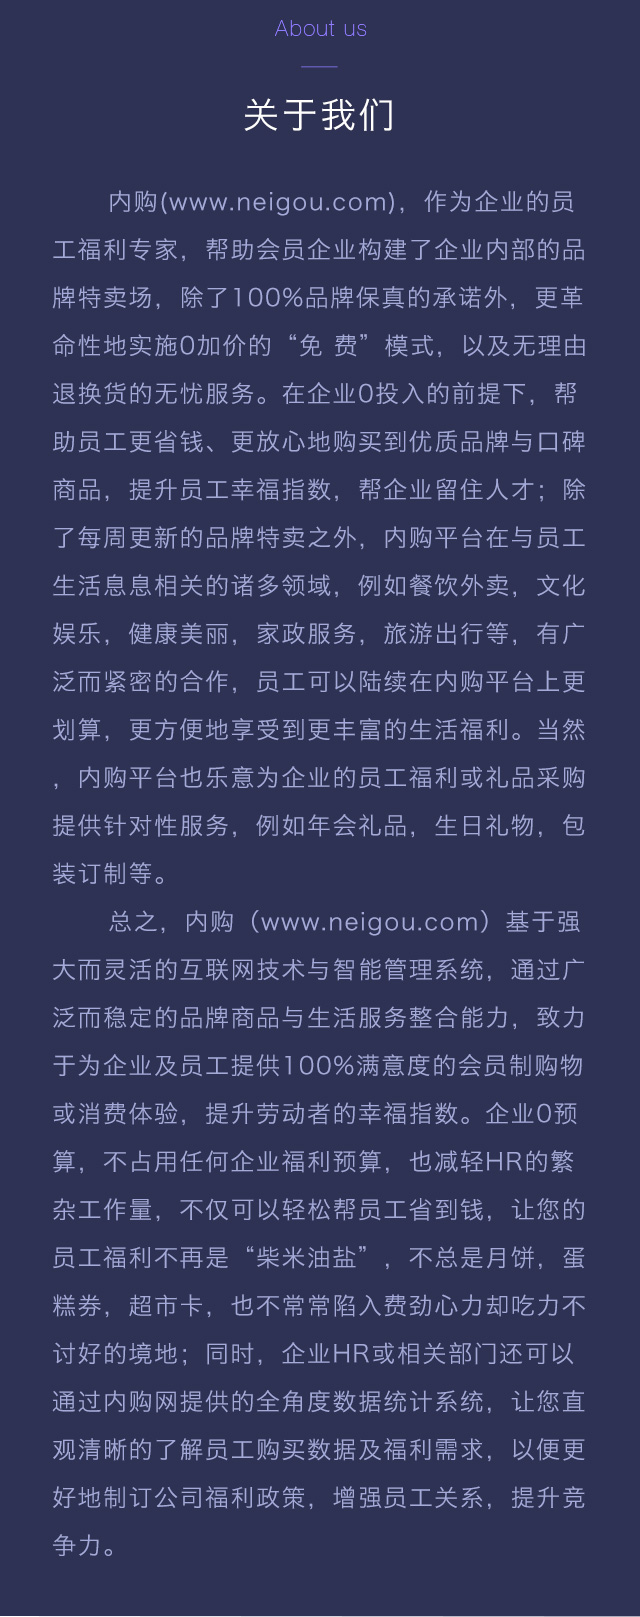 About us
关于我们
内购(www.neigou.com)，作为企业的员
工福利专家，帮助会员企业构建了企业内部的品
牌特卖场，除了100%品牌保真的承诺外，更革
命性地实施0加价的“免 费”模式，以及无理由
退换货的无忧服务。在企业0投入的前提下，帮
助员工更省钱、更放心地购买到优质品牌与口碑
商品，提升员工幸福指数，帮企业留住人才；除
了每周更新的品牌特卖之外，内购平台在与员工
生活息息相关的诸多领域，例如餐饮外卖，文化
娱乐，健康美丽，家政服务，旅游出行等，有广
泛而紧密的合作，员工可以陆续在内购平台上更
划算，更方便地享受到更丰富的生活福利。当然
，内购平台也乐意为企业的员工福利或礼品采购
提供针对性服务，例如年会礼品，生日礼物，包
装订制等。
总之，内购（www.neigou.com）基于强
大而灵活的互联网技术与智能管理系统，通过广
泛而稳定的品牌商品与生活服务整合能力，致力
于为企业及员工提供100%满意度的会员制购物
或消费体验，提升劳动者的幸福指数。企业0预
算，不占用任何企业福利预算，也减轻HR的繁
杂工作量，不仅可以轻松帮员工省到钱，让您的
员工福利不再是“柴米油盐”，不总是月饼，蛋
糕券，超市卡，也不常常陷入费劲心力却吃力不
讨好的境地；同时，企业HR或相关部门还可以
通过内购网提供的全角度数据统计系统，让您直
观清晰的了解员工购买数据及福利需求，以便更
好地制订公司福利政策，增强员工关系，提升竞
争力。